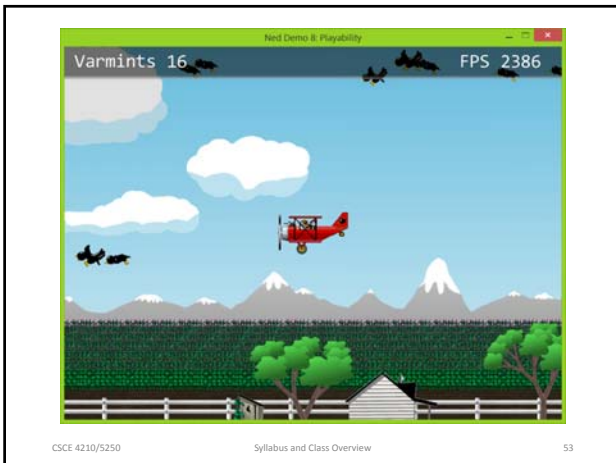 Ned Demo 8: Playability
Varmints 16
FPS 2386
CSCE 4210/5250
Syllabus and Class Overview
53